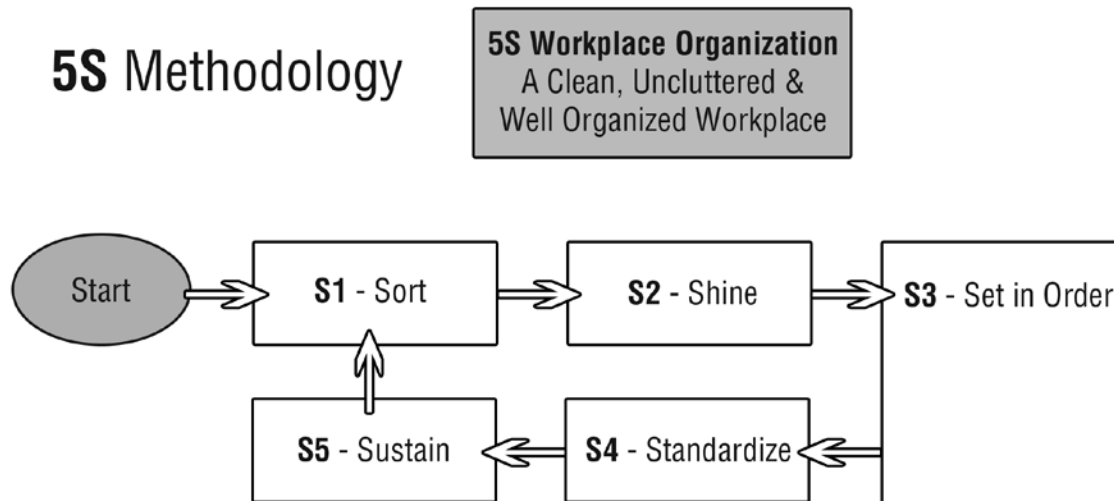 5S Methodology
5S Workplace Organization
A Clean, Uncluttered &
Well Organized Workplace
Start
S1 - Sort
S2 - Shine
S3 - Set in Order
S4 - Standardize
S5 - Sustain